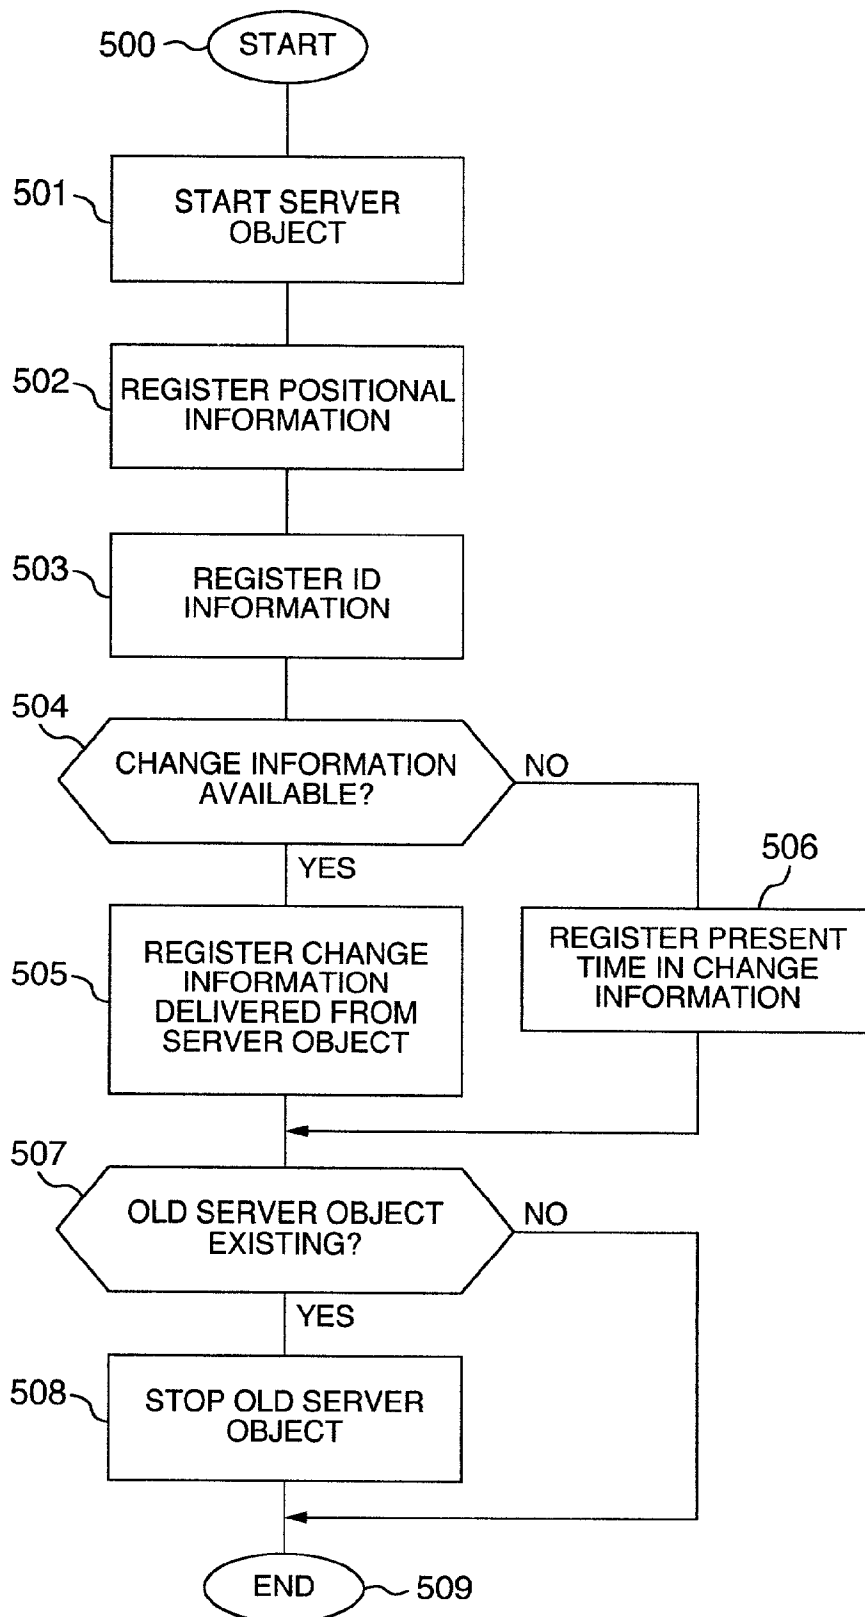 500
START
501
START SERVER
OBJECT
502
REGISTER POSITIONAL
INFORMATION
503
REGISTER ID
INFORMATION
504
CHANGE INFORMATION
AVAILABLE?
NO
YES
506
505
REGISTER CHANGE
INFORMATION
DELIVERED FROM
SERVER OBJECT
REGISTER PRESENT
TIME IN CHANGE
INFORMATION
507
OLD SERVER OBJECT
EXISTING?
NO
YES
508
STOP OLD SERVER
OBJECT
END
509